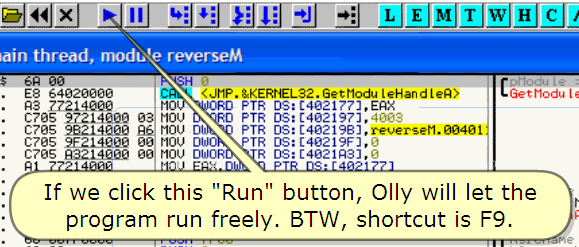 L E M T W H C
ain thread, module reverseM
$ 6A 00 PUSH 0 pModule
. E8 64020000 CALL <JMP.&KERNEL32.GetModuleHandleA> GetModul
. A3 77214000 MOV DWORD PTR DS:[402177],EAX
. C705 97214000 03 MOV DWORD PTR DS:[402197],4003
. C705 9B214000 A6 MOV DWORD PTR DS:[40219B],reverseM.00401
. C705 9F214000 00 MOV DWORD PTR DS:[40219F],0
. C705 A3214000 00 MOV DWORD PTR DS:[4021A3],0
. A1 77214000 MOV EAX,DWORD PTR DS:[402177]
If we click this "Run" button, Olly will let the
program run freely. BTW, shortcut is F9.